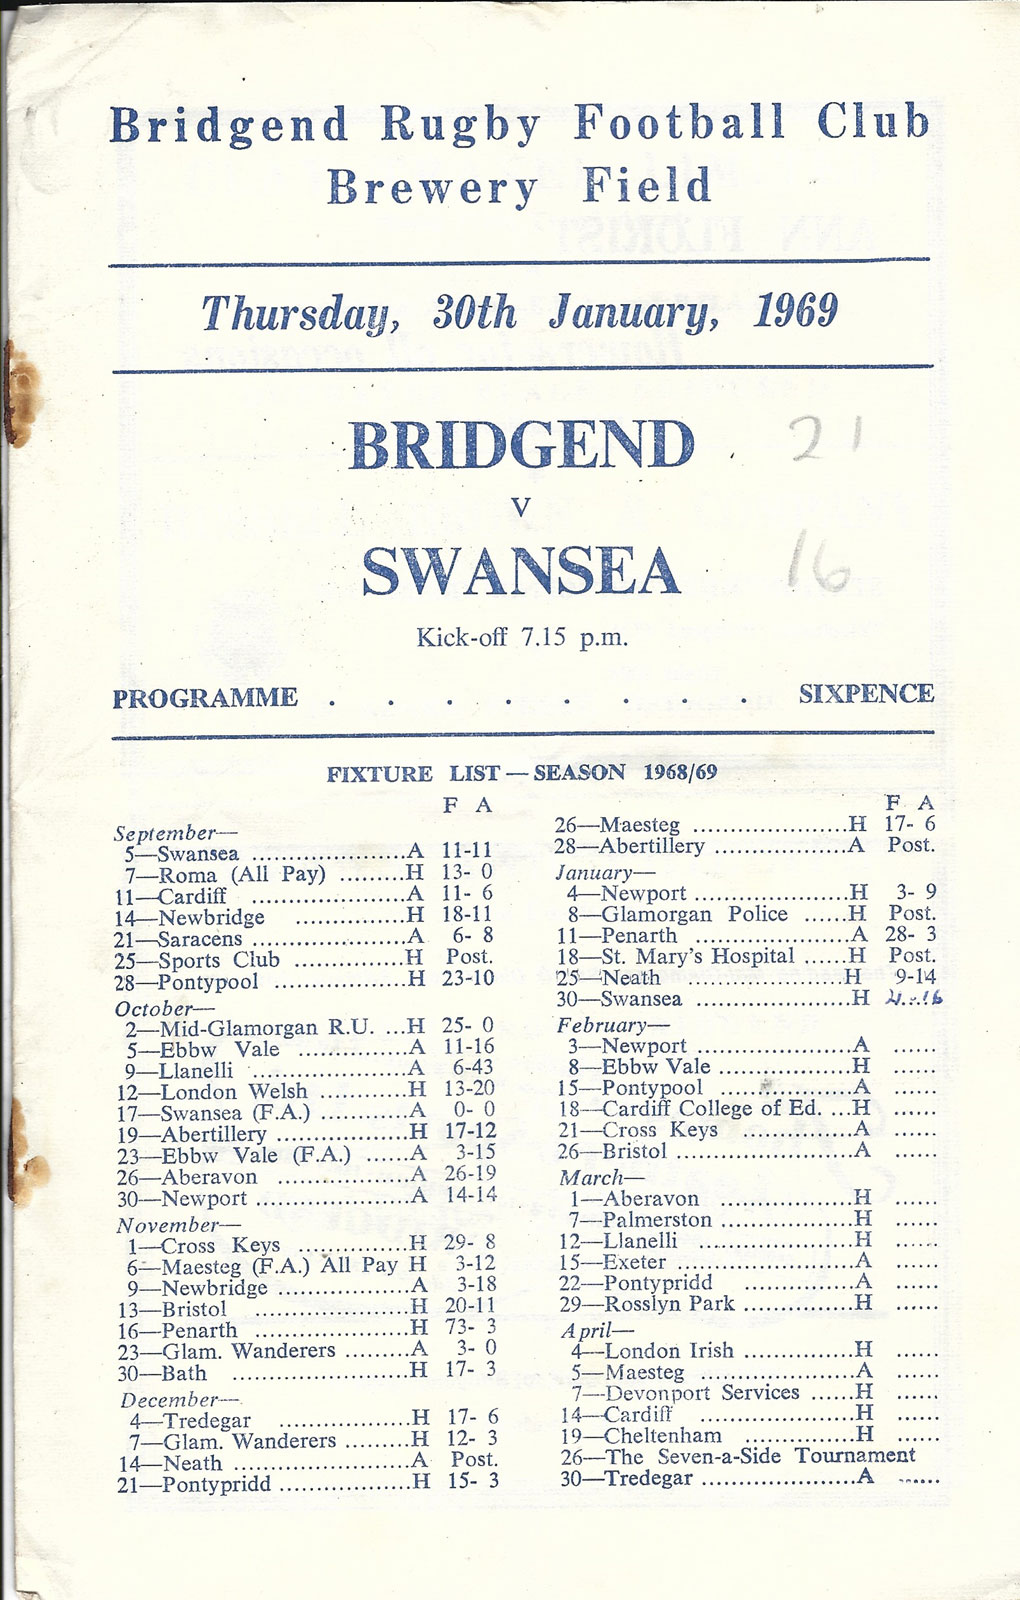 Bridgend Rugby Football Club
Brewery Field
Thursday, 30th January, 1969
BRIDGEND 21
v
SWANSEA 16
Kick-off 7.15 p.m.
PROGRAMME . . . . . . . . SIXPENCE
FIXTURE LIST — SEASON 1968/69
F A
September—
5—Swansea ......................A 11-11
7—Roma (All Pay) .........H 13- 0
11—Cardiff ......................A 11- 6
14—Newbridge ..................H 18-11
21—Saracens ......................A 6- 8
25—Sports Club ................H Post.
28—Pontypool ...................H 23-10
October—
2—Mid-Glamorgan R.U. ...H 25- 0
5—Ebbw Vale ...............A 11-16
9—Llanelli ......................A 6-43
12—London Welsh ............H 13-20
17—Swansea (F.A.) ............A 0- 0
19—Abertillery ...................H 17-12
23—Ebbw Vale (F.A.) ......A 3-15
26—Aberavon ...................A 26-19
30—Newport ......................A 14-14
November—
1—Cross Keys ...............H 29- 8
6—Maesteg (F.A.) All Pay H 3-12
9—Newbridge ...................A 3-18
13—Bristol ......................H 20-11
16—Penarth ......................H 73- 3
23—Glam. Wanderers .........A 3- 0
30—Bath .........................H 17- 3
December—
4—Tredegar ...................H 17- 6
7—Glam. Wanderers .........H 12- 3
14—Neath .........................A Post.
21—Pontypridd ...................H 15- 3
F A
26—Maesteg ......................H 17- 6
28—Abertillery ...................A Post.
January—
4—Newport ......................H 3- 9
8—Glamorgan Police ......H Post.
11—Penarth ......................A 28- 3
18—St. Mary's Hospital ......H Post.
25—Neath ......................H 9-14
30—Swansea ......................H 21-16
February—
3—Newport ......................A ......
8—Ebbw Vale ...................H ......
15—Pontypool ...................A ......
18—Cardiff College of Ed. ...H ......
21—Cross Keys ...............A ......
26—Bristol .........................A ......
March—
1—Aberavon ...................H ......
7—Palmerston ...................H ......
12—Llanelli ......................H ......
15—Exeter .........................A ......
22—Pontypridd ...............A ......
29—Rosslyn Park ...............H ......
April—
4—London Irish ...............H ......
5—Maesteg ......................A ......
7—Devonport Services ......H ......
14—Cardiff ......................H ......
19—Cheltenham ...............H ......
26—The Seven-a-Side Tournament
30—Tredegar ......................A ......